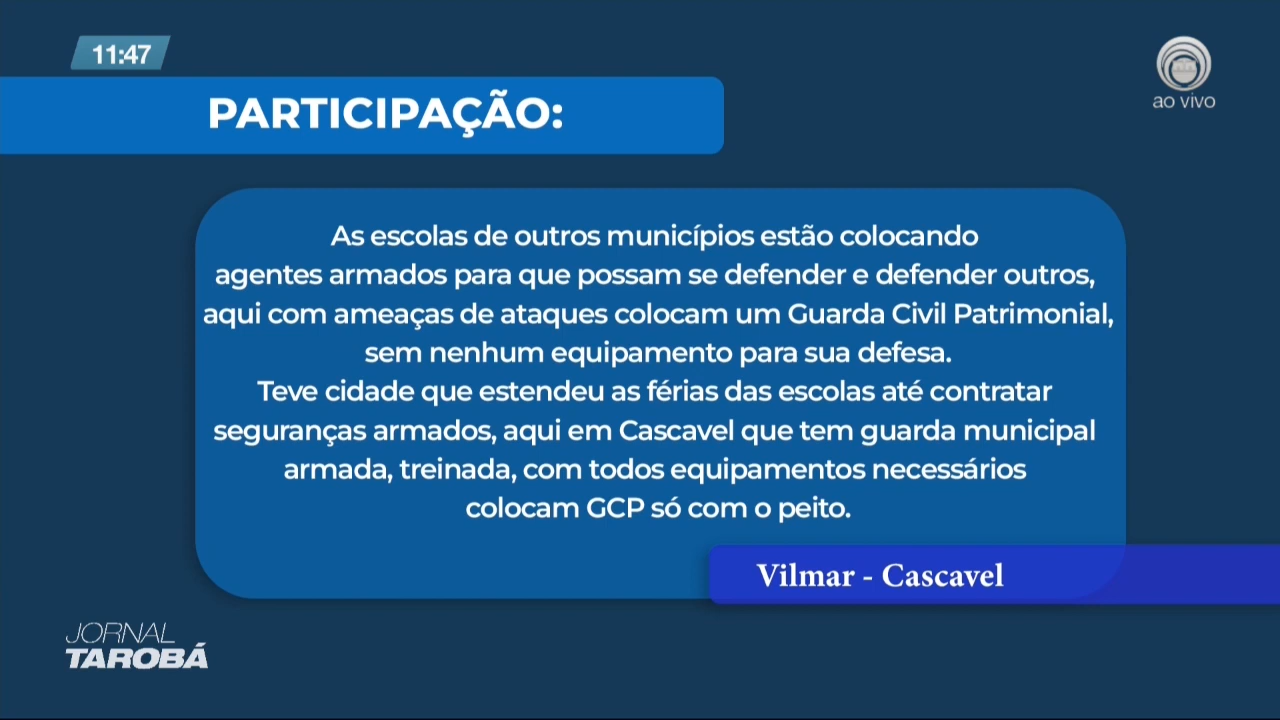 11:47
ao vivo
PARTICIPAÇÃO:
As escolas de outros municípios estão colocando
agentes armados para que possam se defender e defender outros,
aqui com ameaças de ataques colocam um Guarda Civil Patrimonial,
sem nenhum equipamento para sua defesa.
Teve cidade que estendeu as férias das escolas até contratar
seguranças armados, aqui em Cascavel que tem guarda municipal
armada, treinada, com todos equipamentos necessários
colocam GCP só com o peito.
Vilmar - Cascavel
JORNAL
TAROBÁ